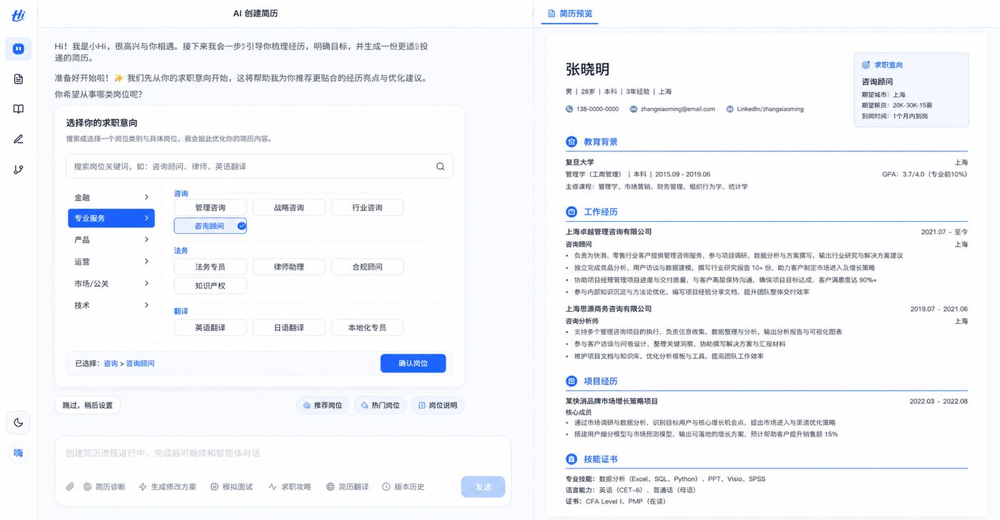 Hi
AI 创建简历
简历预览
Hi！我是小Hi，很高兴与你相遇。接下来我会一步引导你梳理经历，明确目标，并生成一份更适投
递的简历。
准备好开始啦！✨ 我们先从你的求职意向开始，这将帮助我为你推荐更贴合的经历亮点与优化建议。
你希望从事哪类岗位呢？
选择你的求职意向
搜索或选择一个岗位类别与具体岗位，我会据此优化你的简历内容。
搜索岗位关键词，如：咨询顾问、律师、英语翻译
金融
专业服务
产品
运营
市场/公关
技术
咨询
管理咨询 战略咨询 行业咨询
咨询顾问
法务
法务专员 律师助理 合规顾问
知识产权
翻译
英语翻译 日语翻译 本地化专员
已选择：咨询 > 咨询顾问
确认岗位
跳过，稍后设置
推荐岗位 热门岗位 岗位说明
嗨
创建简历流程进行中，完成后可继续和智能体对话
简历诊断 生成修改方案 模拟面试 求职攻略 简历翻译 版本历史
发送
张晓明
男 | 28岁 | 本科 | 3年经验 | 上海
138-0000-0000 zhangxiaoming@email.com LinkedIn/zhangxiaoming
求职意向
咨询顾问
期望城市：上海
期望薪资：20K-30K·15薪
到岗时间：1个月内到岗
教育背景
复旦大学 上海
管理学（工商管理） | 本科 | 2015.09 - 2019.06 GPA：3.7/4.0（专业前10%）
主修课程：管理学、市场营销、财务管理、组织行为学、统计学
工作经历
上海卓越管理咨询有限公司 2021.07 - 至今
咨询顾问 上海
• 负责为快消、零售行业客户提供管理咨询服务，参与项目调研、数据分析与方案撰写，输出行业研究与解决方案建议
• 独立完成竞品分析、用户访谈与数据建模，撰写行业研究报告 10+ 份，助力客户制定市场进入及增长策略
• 协助项目经理管理项目进度与交付质量，与客户高层保持沟通，确保项目目标达成，客户满意度达 90%+
• 参与内部知识沉淀与方法论优化，编写项目经验分享文档，提升团队整体交付效率
上海思源商务咨询有限公司 2019.07 - 2021.06
咨询分析师 上海
• 支持多个管理咨询项目的执行，负责信息收集、数据整理与分析，输出分析报告与可视化图表
• 参与客户访谈与问卷设计，整理关键洞察，协助撰写解决方案与汇报材料
• 维护项目文档与知识库，优化分析模板与工具，提高团队工作效率
项目经历
某快消品牌市场增长策略项目 2022.03 - 2022.08
核心成员
• 通过市场调研与数据分析，识别目标用户与核心增长机会点，提出市场进入与渠道优化策略
• 搭建用户细分模型与市场预测模型，输出可落地的增长方案，预计帮助客户提升销售额 15%
技能证书
专业技能：数据分析（Excel、SQL、Python）、PPT、Visio、SPSS
语言能力：英语（CET-6）、普通话（母语）
证书：CFA Level I、PMP（在读）